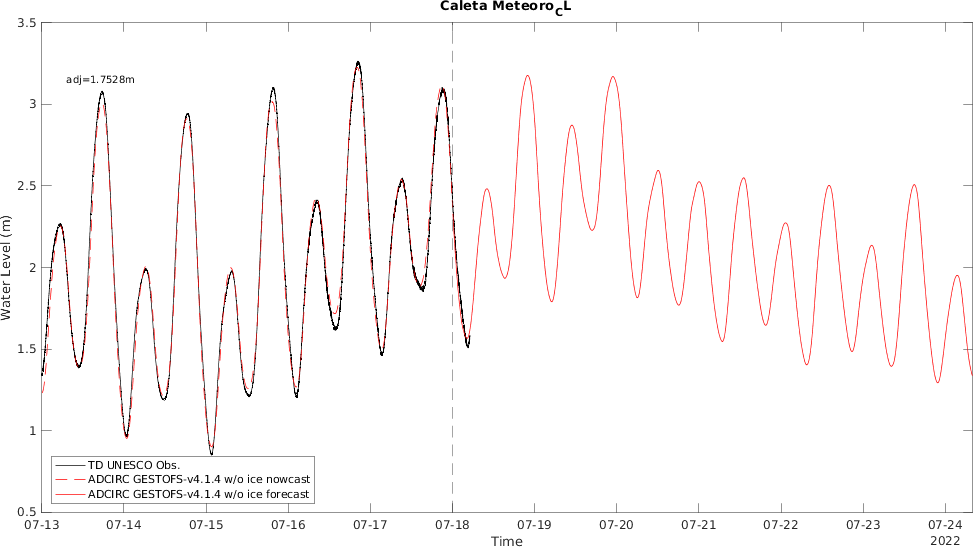 Caleta Meteoro_CL
3.5
adj=1.7528m
3
2.5
2
1.5
1
0.5
Water Level (m)
TD UNESCO Obs.
ADCIRC GESTOFS-v4.1.4 w/o ice nowcast
ADCIRC GESTOFS-v4.1.4 w/o ice forecast
07-13 07-14 07-15 07-16 07-17 07-18 07-19 07-20 07-21 07-22 07-23 07-24
Time
2022